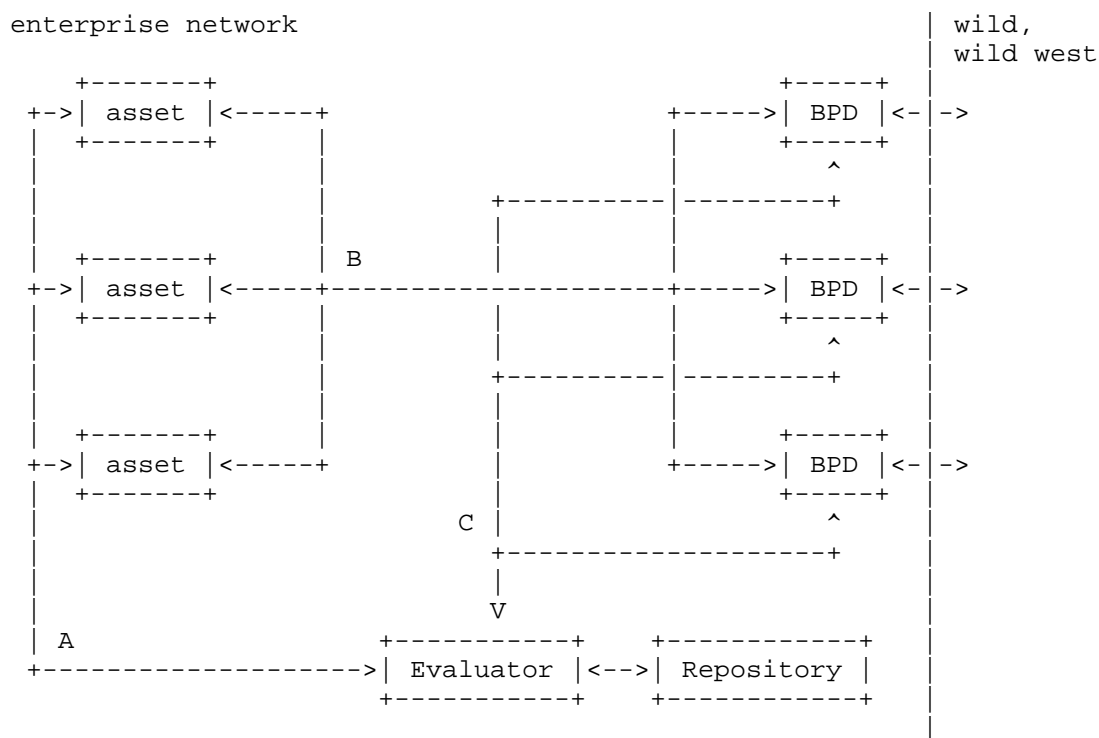 enterprise network
wild,
wild west
asset
BPD
B
asset
BPD
asset
BPD
C
V
A
Evaluator
Repository